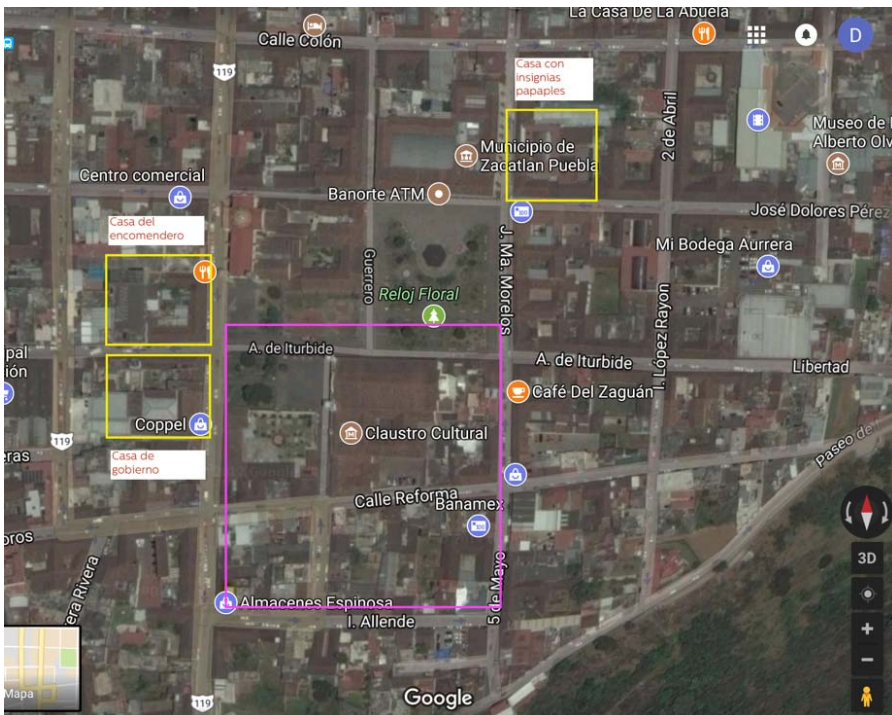 La Casa De La Abuela
D
Calle Colón
119
Casa con
insignias
papaples
Municipio de
Zacatlán Puebla
2 de Abril
Museo de
Alberto Olv
Centro comercial
Banorte ATM
José Dolores Pérez
Casa del
encomendero
Guerrero
J. Ma. Morelos
Mi Bodega Aurrera
Reloj Floral
I. López Rayon
A. de Iturbide
A. de Iturbide
Libertad
pal
ión
Café Del Zaguán
Coppel
Claustro Cultural
119
eras
Casa de
gobierno
Paseo de
Calle Reforma
Banamex
oros
3D
era Rivera
5 de Mayo
Almacenes Espinosa
I. Allende
Mapa
119
Google